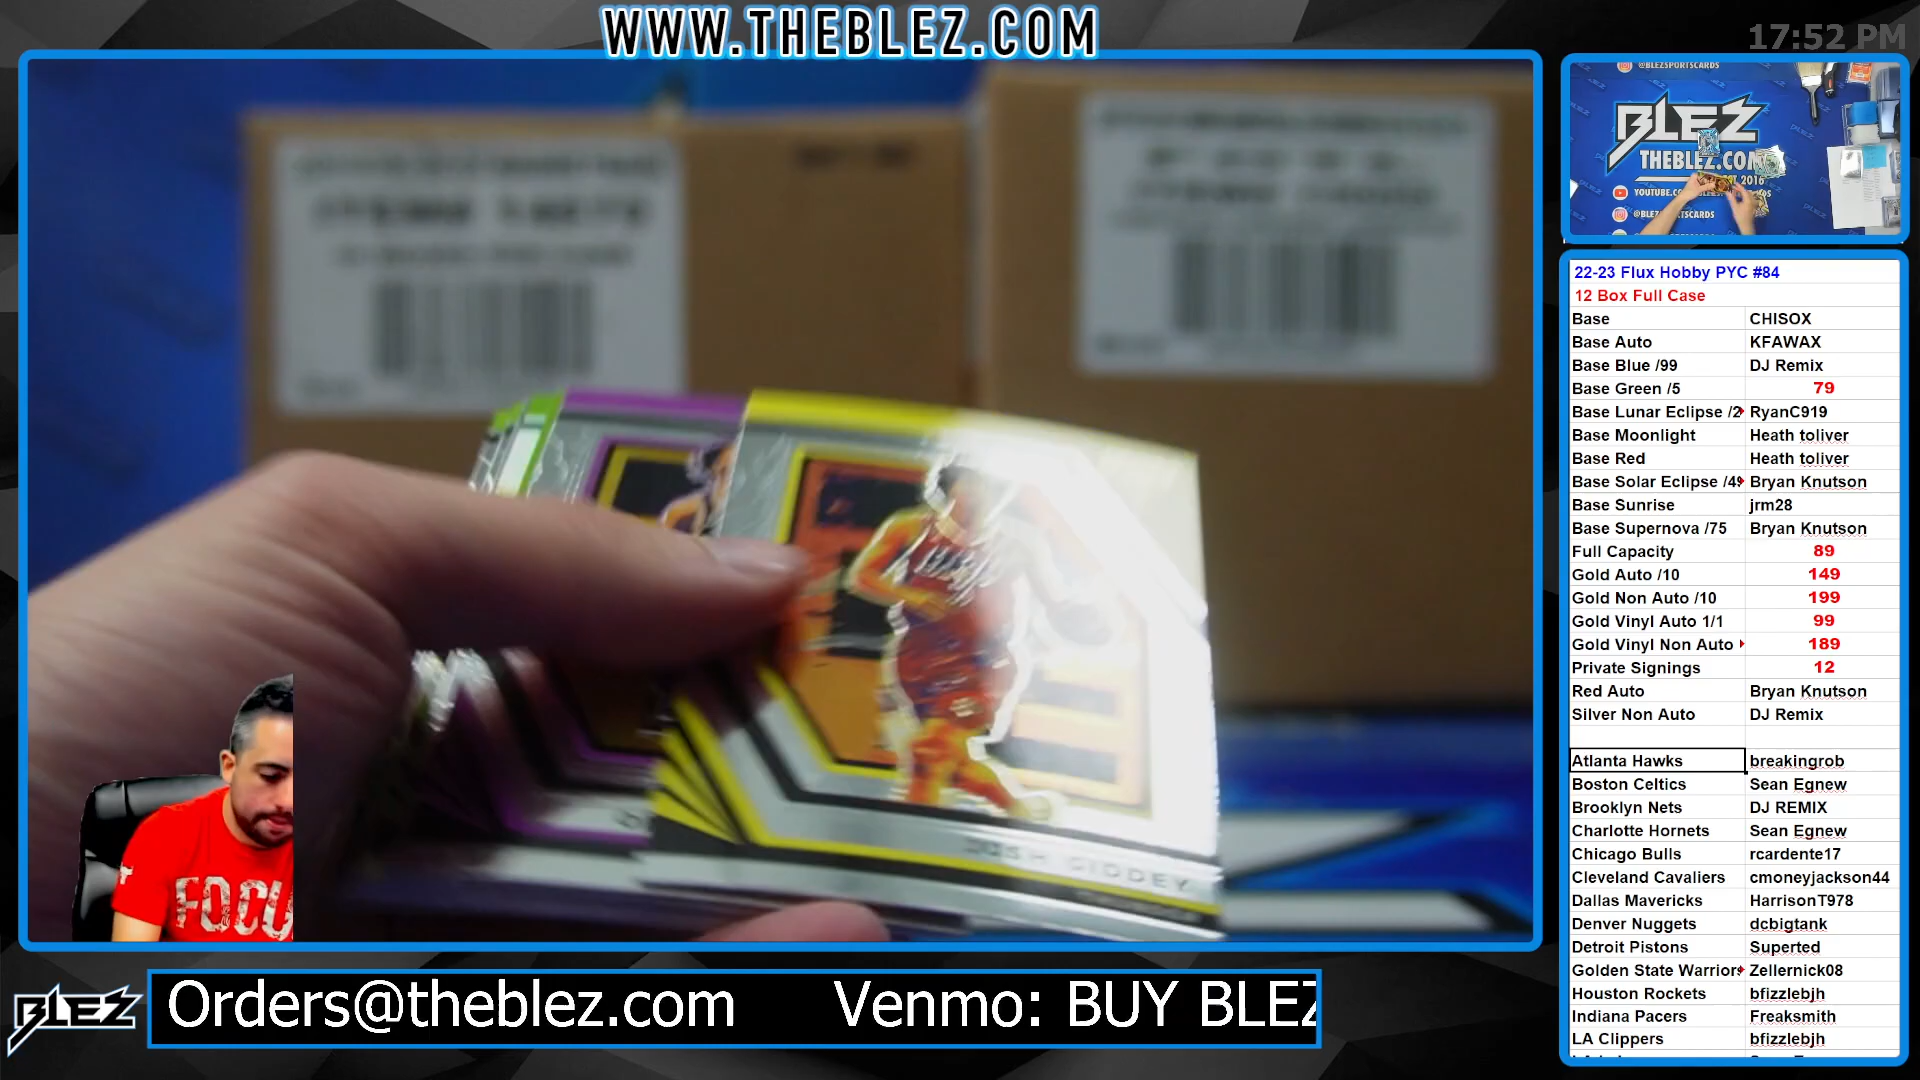 WWW.THEBLEZ.COM
17:52 PM
@BLEZSPORTSCARDS
BLEZ
THEBLEZ.COM
2016
22-23 Flux Hobby PYC #84
12 Box Full Case
Base CHISOX
Base Auto KFAWAX
Base Blue /99 DJ Remix
Base Green /5 79
Base Lunar Eclipse /2 RyanC919
Base Moonlight Heath toliver
Base Red Heath toliver
Base Solar Eclipse /49 Bryan Knutson
Base Sunrise jrm28
Base Supernova /75 Bryan Knutson
Full Capacity 89
Gold Auto /10 149
Gold Non Auto /10 199
Gold Vinyl Auto 1/1 99
Gold Vinyl Non Auto 189
Private Signings 12
Red Auto Bryan Knutson
Silver Non Auto DJ Remix
Atlanta Hawks breakingrob
Boston Celtics Sean Egnew
Brooklyn Nets DJ REMIX
Charlotte Hornets Sean Egnew
Chicago Bulls rcardente17
Cleveland Cavaliers cmoneyjackson44
Dallas Mavericks HarrisonT978
Denver Nuggets dcbigtank
Detroit Pistons Superted
Golden State Warriors Zellernick08
Houston Rockets bfizzlebjh
Indiana Pacers Freaksmith
LA Clippers bfizzlebjh
JOSH GIDDEY
FOCU
BLEZ
Orders@theblez.com Venmo: BUY BLEZ